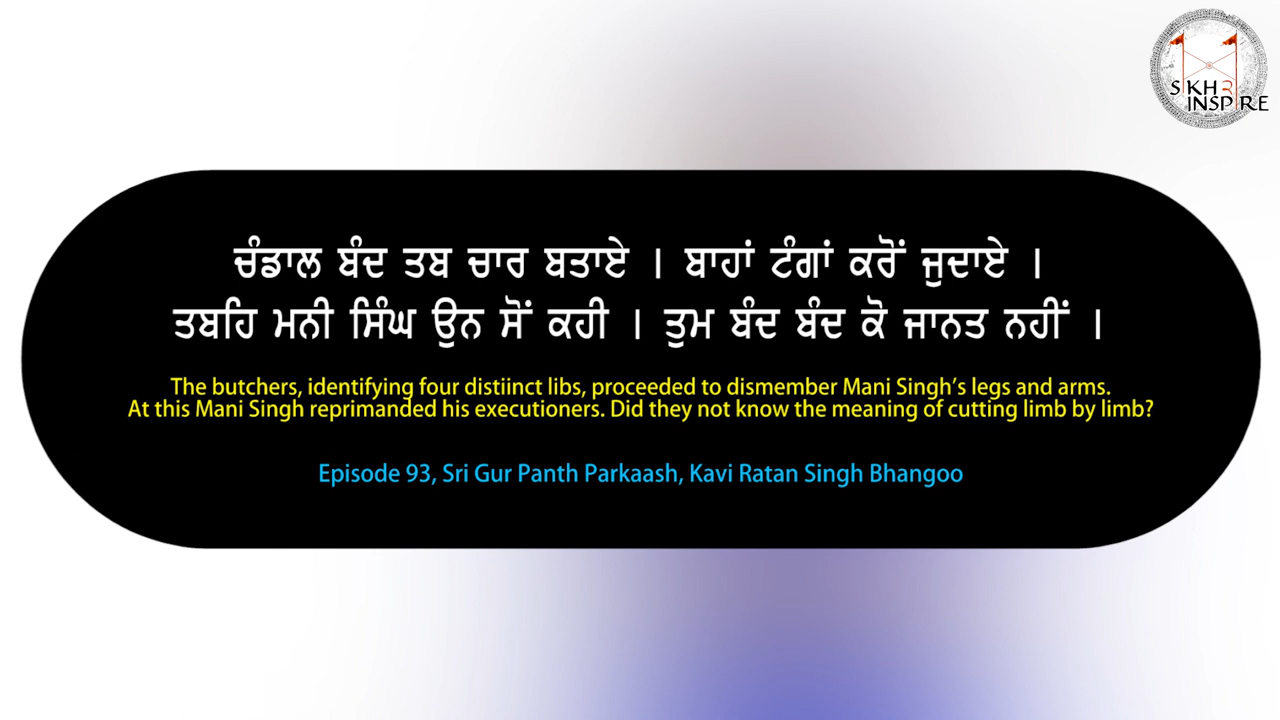 SIKHR
INSPIRE
ਚੰਡਾਲ ਬੰਦ ਤਬ ਚਾਰ ਬਤਾਏ । ਬਾਹਾਂ ਟੰਗਾਂ ਕਰੋਂ ਜੁਦਾਏ ।
ਤਬਹਿ ਮਨੀ ਸਿੰਘ ਉਨ ਸੋਂ ਕਹੀ । ਤੁਮ ਬੰਦ ਬੰਦ ਕੋ ਜਾਨਤ ਨਹੀਂ ।
The butchers, identifying four distiinct libs, proceeded to dismember Mani Singh's legs and arms.
At this Mani Singh reprimanded his executioners. Did they not know the meaning of cutting limb by limb?
Episode 93, Sri Gur Panth Parkaash, Kavi Ratan Singh Bhangoo